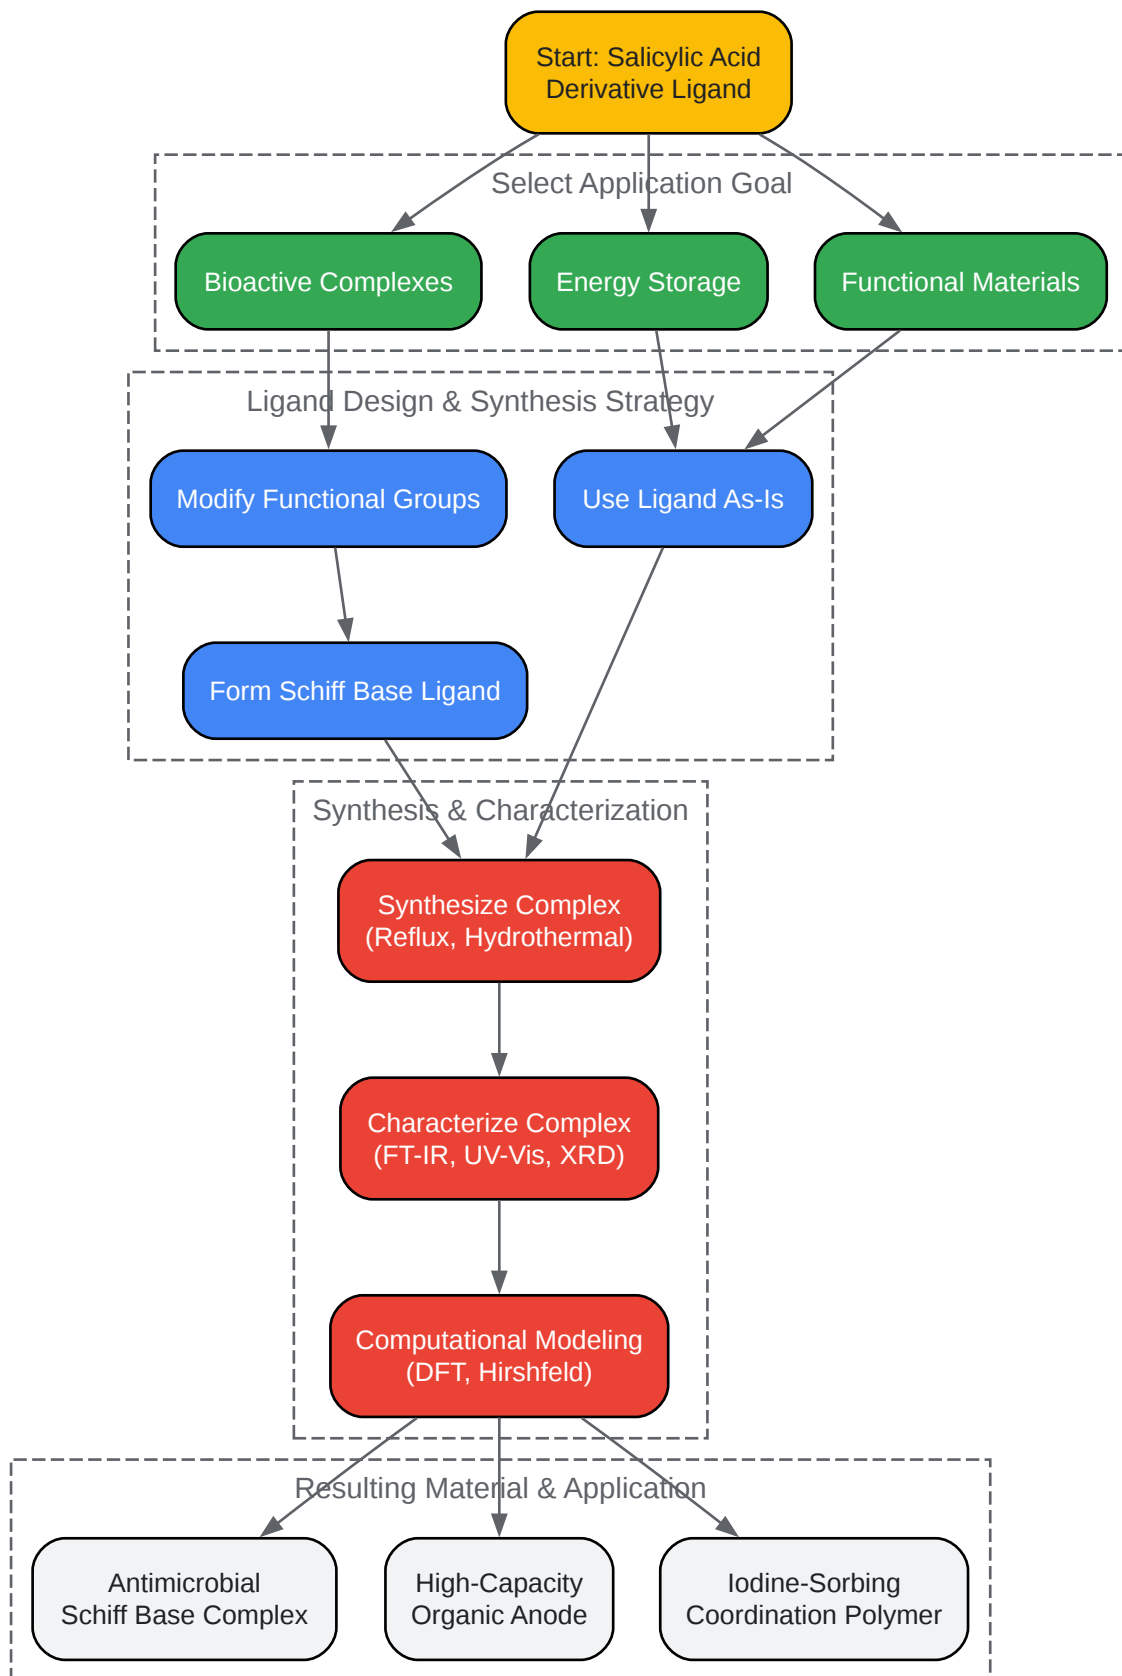 Start: Salicylic Acid
Derivative Ligand
Select Application Goal
Bioactive Complexes
Energy Storage
Functional Materials
Ligand Design & Synthesis Strategy
Modify Functional Groups
Use Ligand As-Is
Form Schiff Base Ligand
Synthesis & Characterization
Synthesize Complex
(Reflux, Hydrothermal)
Characterize Complex
(FT-IR, UV-Vis, XRD)
Computational Modeling
(DFT, Hirshfeld)
Resulting Material & Application
Antimicrobial
Schiff Base Complex
High-Capacity
Organic Anode
Iodine-Sorbing
Coordination Polymer